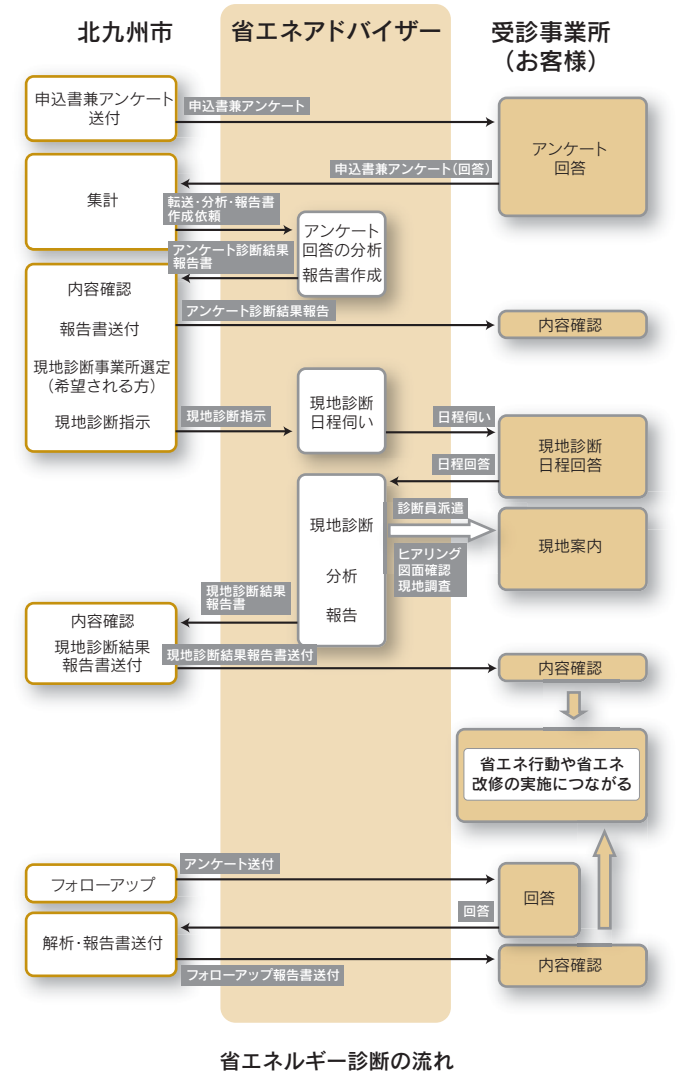 北九州市
省エネアドバイザー
受診事業所
（お客様）
申込書兼アンケート
送付
申込書兼アンケート
アンケート
回答
申込書兼アンケート（回答）
集計
転送・分析・報告書
作成依頼
アンケート
回答の分析
報告書作成
アンケート診断結果
報告書
内容確認
報告書送付
現地診断事業所選定
（希望される方）
現地診断指示
アンケート診断結果報告
内容確認
現地診断指示
現地診断
日程伺い
日程伺い
現地診断
日程回答
日程回答
現地診断
分析
報告
診断員派遣
ヒアリング
図面確認
現地調査
現地案内
現地診断結果
報告書
内容確認
現地診断結果
報告書送付
現地診断結果報告書送付
内容確認
省エネ行動や省エネ
改修の実施につながる
フォローアップ
アンケート送付
回答
回答
解析・報告書送付
フォローアップ報告書送付
内容確認
省エネルギー診断の流れ